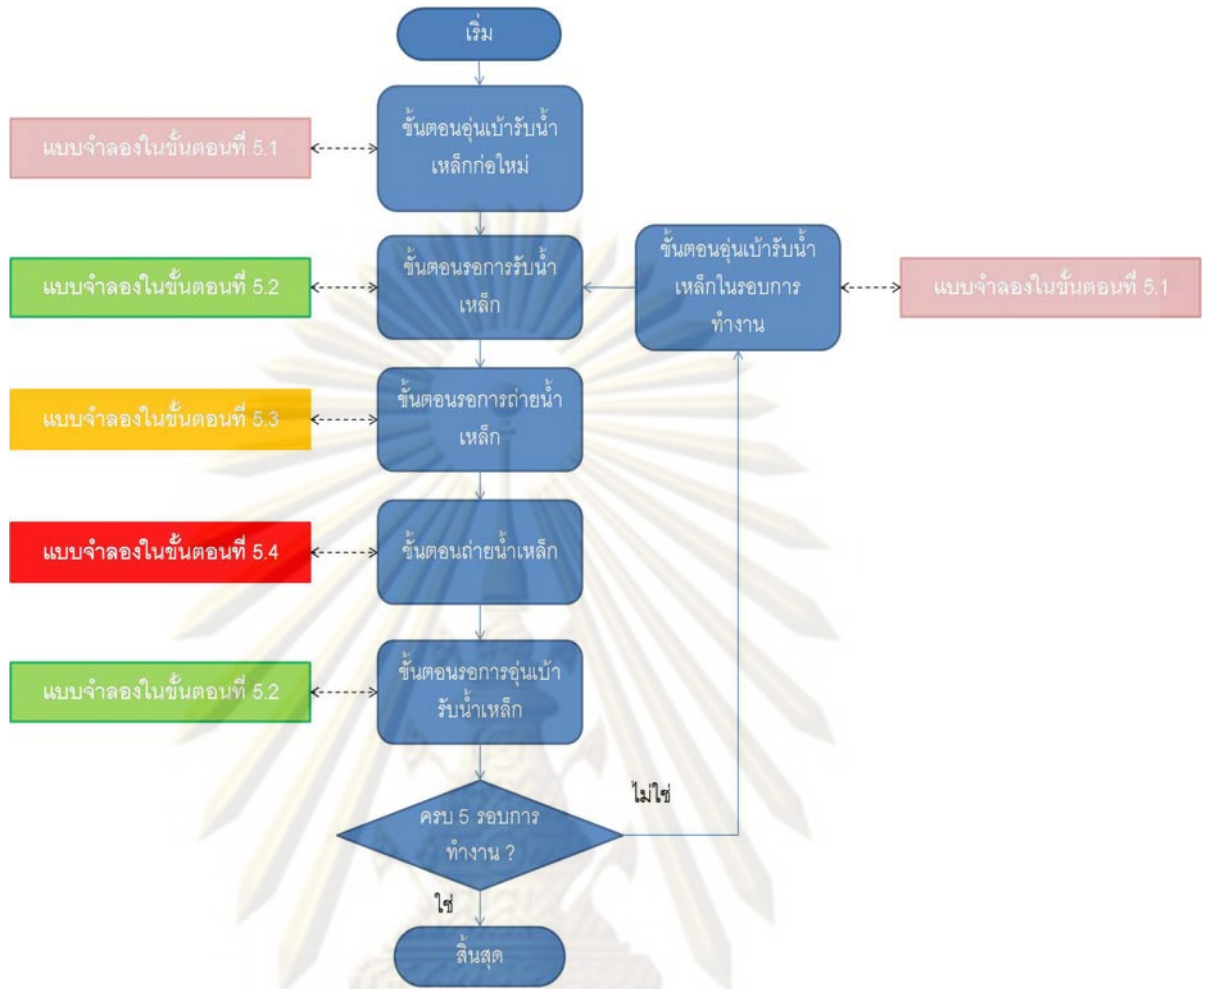 เริ่ม
ขั้นตอนอุ่นเบ้ารับน้ำ
เหล็กก่อใหม่
แบบจำลองในขั้นตอนที่ 5.1
ขั้นตอนรอการรับน้ำ
เหล็ก
แบบจำลองในขั้นตอนที่ 5.2
ขั้นตอนอุ่นเบ้ารับน้ำ
เหล็กในรอบการ
ทำงาน
แบบจำลองในขั้นตอนที่ 5.1
ขั้นตอนรอการถ่ายน้ำ
เหล็ก
แบบจำลองในขั้นตอนที่ 5.3
ขั้นตอนถ่ายน้ำเหล็ก
แบบจำลองในขั้นตอนที่ 5.4
ขั้นตอนรอการอุ่นเบ้า
รับน้ำเหล็ก
แบบจำลองในขั้นตอนที่ 5.2
ครบ 5 รอบการ
ทำงาน ?
ไม่ใช่
ใช่
สิ้นสุด